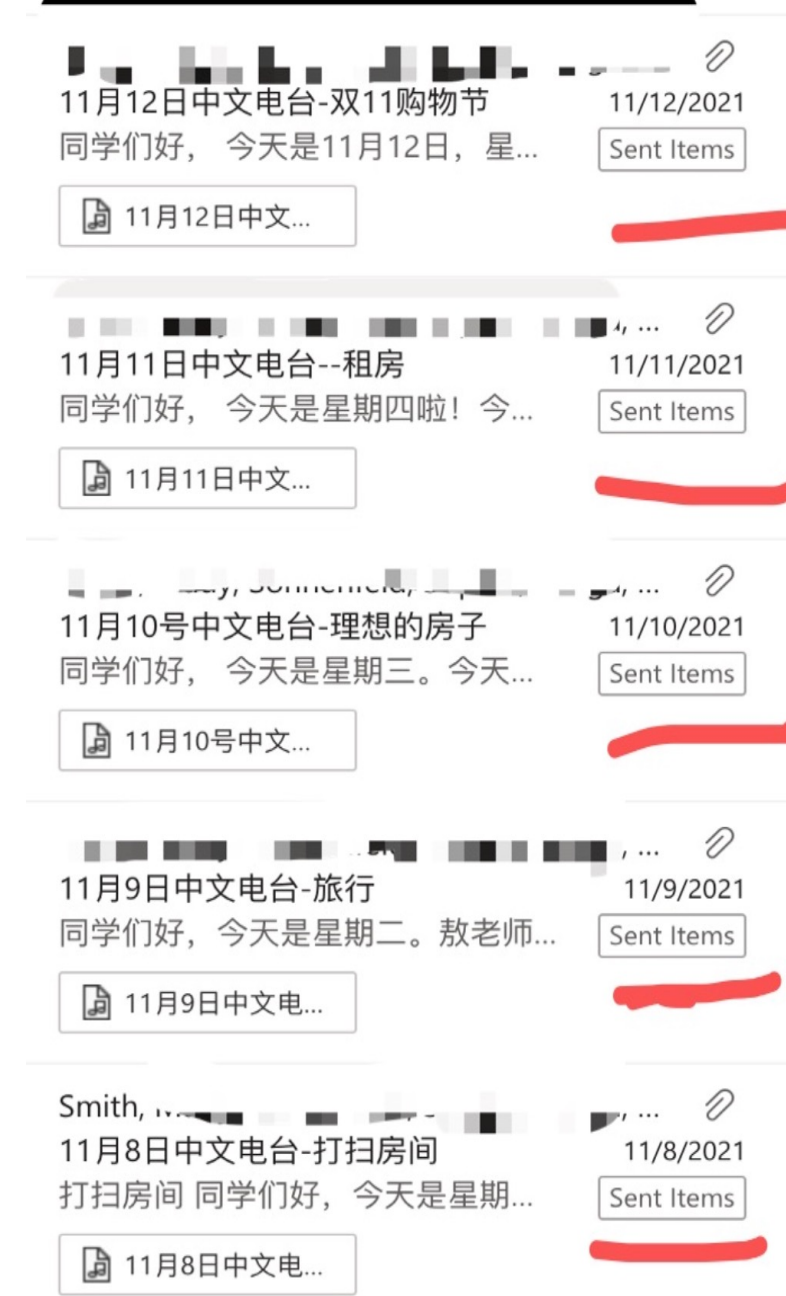 11月12日中文电台-双11购物节 11/12/2021
同学们好， 今天是11月12日，星... Sent Items
11月12日中文...
, ...
11月11日中文电台--租房 11/11/2021
同学们好， 今天是星期四啦！今... Sent Items
11月11日中文...
, ...
11月10号中文电台-理想的房子 11/10/2021
同学们好， 今天是星期三。今天... Sent Items
11月10号中文...
, ...
11月9日中文电台-旅行 11/9/2021
同学们好，今天是星期二。敖老师... Sent Items
11月9日中文电...
Smith, , ...
11月8日中文电台-打扫房间 11/8/2021
打扫房间 同学们好，今天是星期... Sent Items
11月8日中文电...